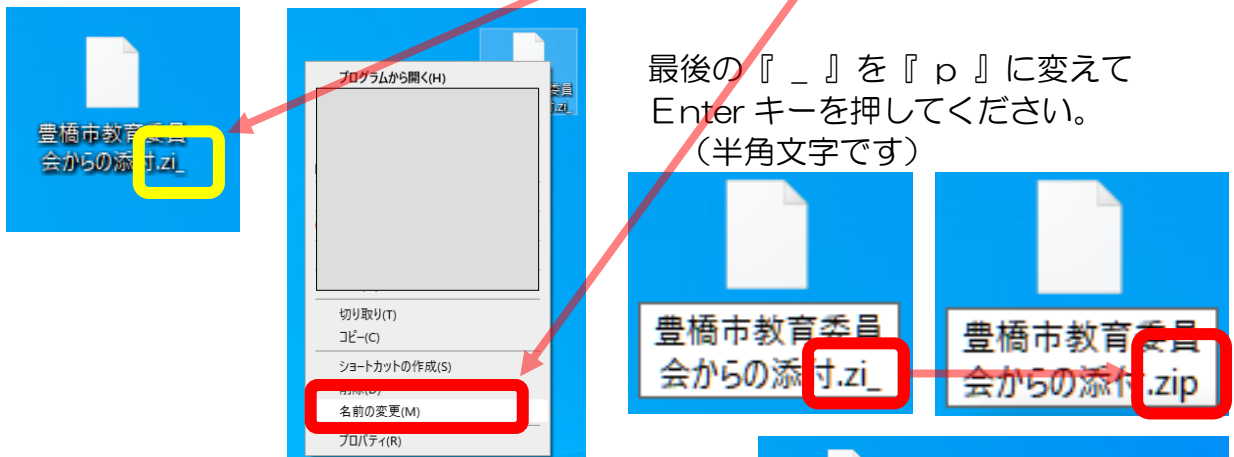 豊橋市教育委員
会からの添付.zi_
プログラムから開く(H)
切り取り(T)
コピー(C)
ショートカットの作成(S)
名前の変更(M)
プロパティ(R)
委員
.zi_
最後の『 _ 』を『 p 』に変えて
Enter キーを押してください。
(半角文字です)
豊橋市教育委員
会からの添付.zi_
豊橋市教育委員
会からの添付.zip